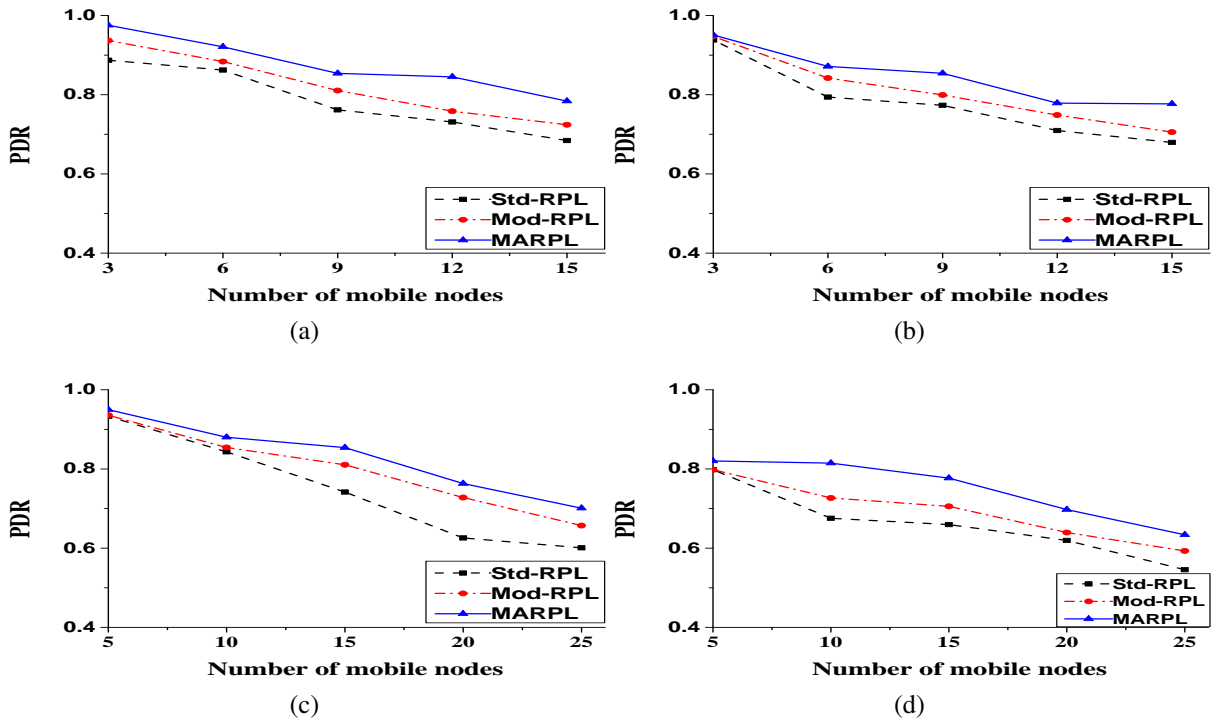 1.0
0.8
0.6
0.4
PDR
3 6 9 12 15
Number of mobile nodes
Std-RPL
Mod-RPL
MARPL
(a)
1.0
0.8
0.6
0.4
PDR
3 6 9 12 15
Number of mobile nodes
Std-RPL
Mod-RPL
MARPL
(b)
1.0
0.8
0.6
0.4
PDR
5 10 15 20 25
Number of mobile nodes
Std-RPL
Mod-RPL
MARPL
(c)
1.0
0.8
0.6
0.4
PDR
5 10 15 20 25
Number of mobile nodes
Std-RPL
Mod-RPL
MARPL
(d)